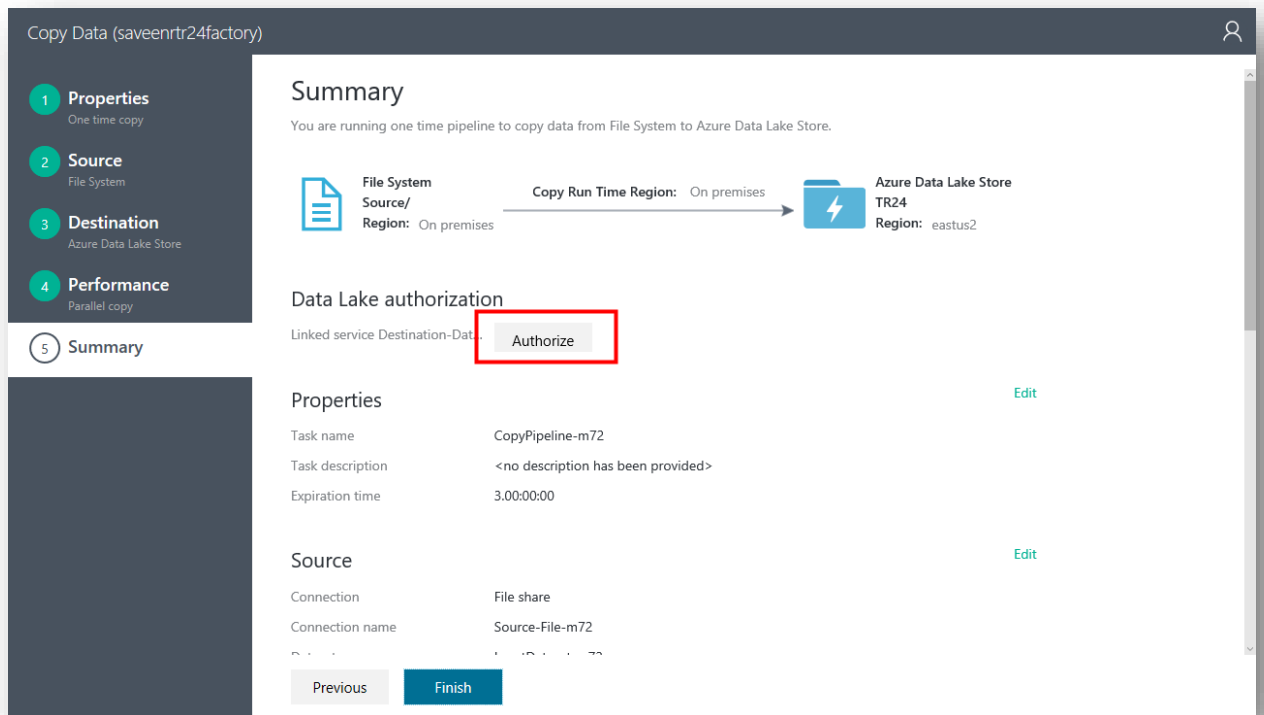 Copy Data (saveenrtr24factory)
1 Properties
One time copy
2 Source
File System
3 Destination
Azure Data Lake Store
4 Performance
Parallel copy
5 Summary
Summary
You are running one time pipeline to copy data from File System to Azure Data Lake Store.
File System
Source/
Region: On premises
Copy Run Time Region: On premises
Azure Data Lake Store
TR24
Region: eastus2
Data Lake authorization
Linked service Destination-Dat... Authorize
Properties Edit
Task name CopyPipeline-m72
Task description <no description has been provided>
Expiration time 3.00:00:00
Source Edit
Connection File share
Connection name Source-File-m72
Previous Finish